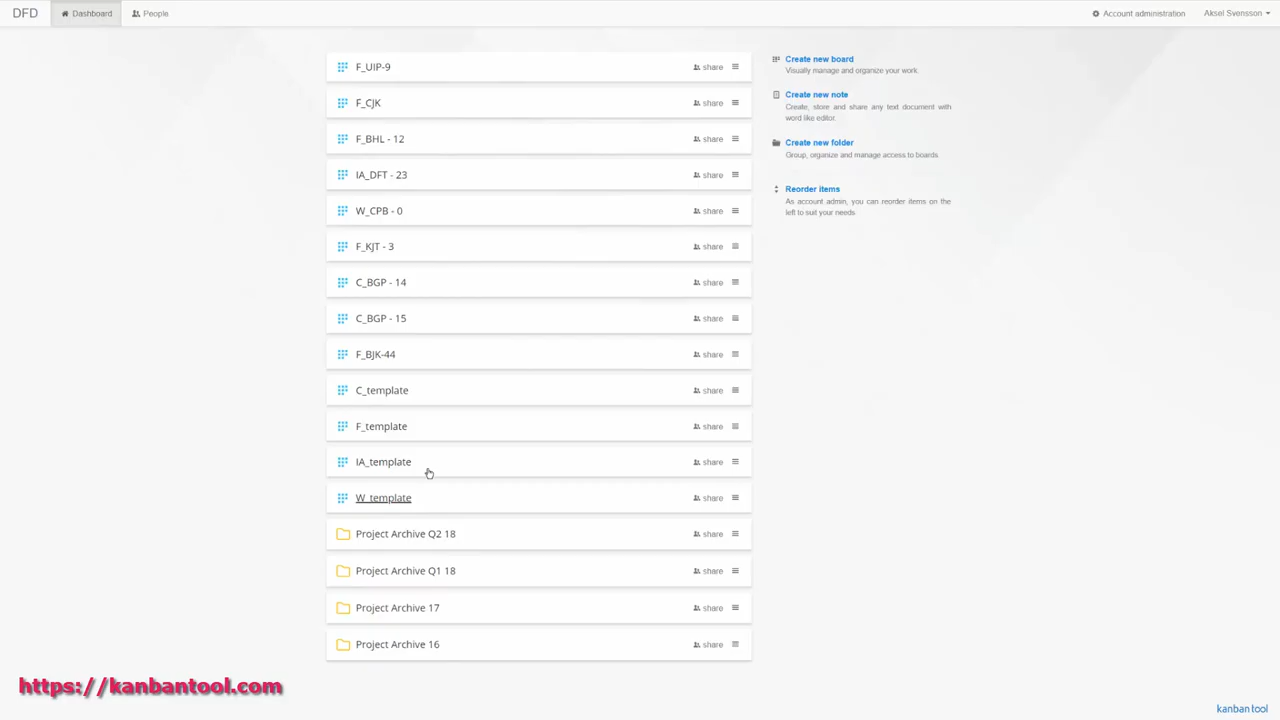 DFD Dashboard People Account administration Aksel Svensson
F_UIP-9 share
F_CJK share
F_BHL - 12 share
IA_DFT - 23 share
W_CPB - 0 share
F_KJT - 3 share
C_BGP - 14 share
C_BGP - 15 share
F_BJK-44 share
C_template share
F_template share
IA_template share
W_template share
Project Archive Q2 18 share
Project Archive Q1 18 share
Project Archive 17 share
Project Archive 16 share
Create new board
Visually manage and organize your work.
Create new note
Create, store and share any text document with
word like editor.
Create new folder
Group, organize and manage access to boards.
Reorder items
As account admin, you can reorder items on the
left to suit your needs.
https://kanbantool.com
kanban tool